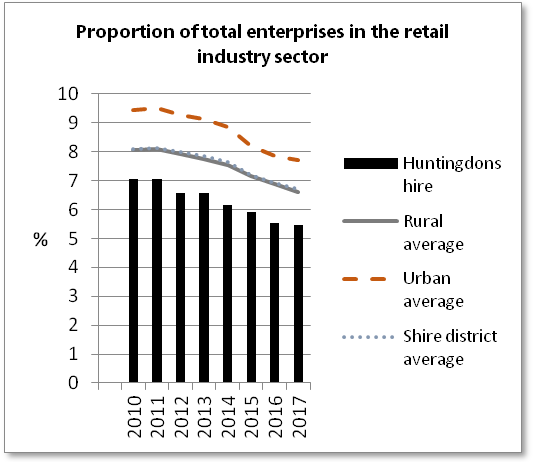 Proportion of total enterprises in the retail
industry sector
10
9
8
7
6
5
4
3
2
1
0
%
2010
2011
2012
2013
2014
2015
2016
2017
Huntingdons
hire
Rural
average
Urban
average
Shire district
average